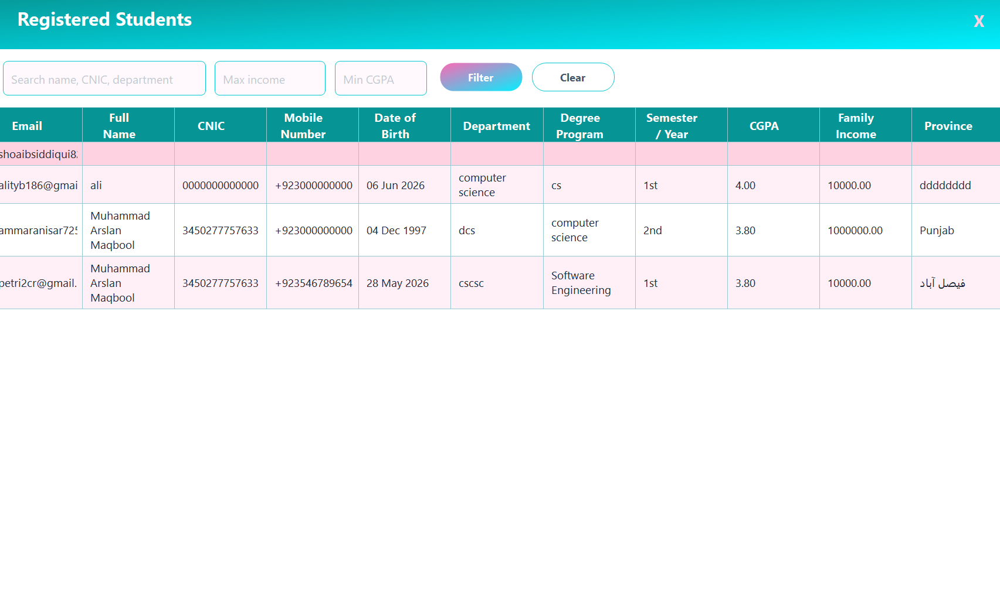 Registered Students
X
Search name, CNIC, department
Max income
Min CGPA
Filter
Clear
Email
Full
Name
CNIC
Mobile
Number
Date of
Birth
Department
Degree
Program
Semester
/ Year
CGPA
Family
Income
Province
shoaibsiddiqui8
alityb186@gmai
ali
0000000000000
+923000000000
06 Jun 2026
computer
science
cs
1st
4.00
10000.00
dddddddd
ammaranisar725
Muhammad
Arslan
Maqbool
3450277757633
+923000000000
04 Dec 1997
dcs
computer
science
2nd
3.80
1000000.00
Punjab
petri2cr@gmail.
Muhammad
Arslan
Maqbool
3450277757633
+923546789654
28 May 2026
cscsc
Software
Engineering
1st
3.80
10000.00
فیصل آباد